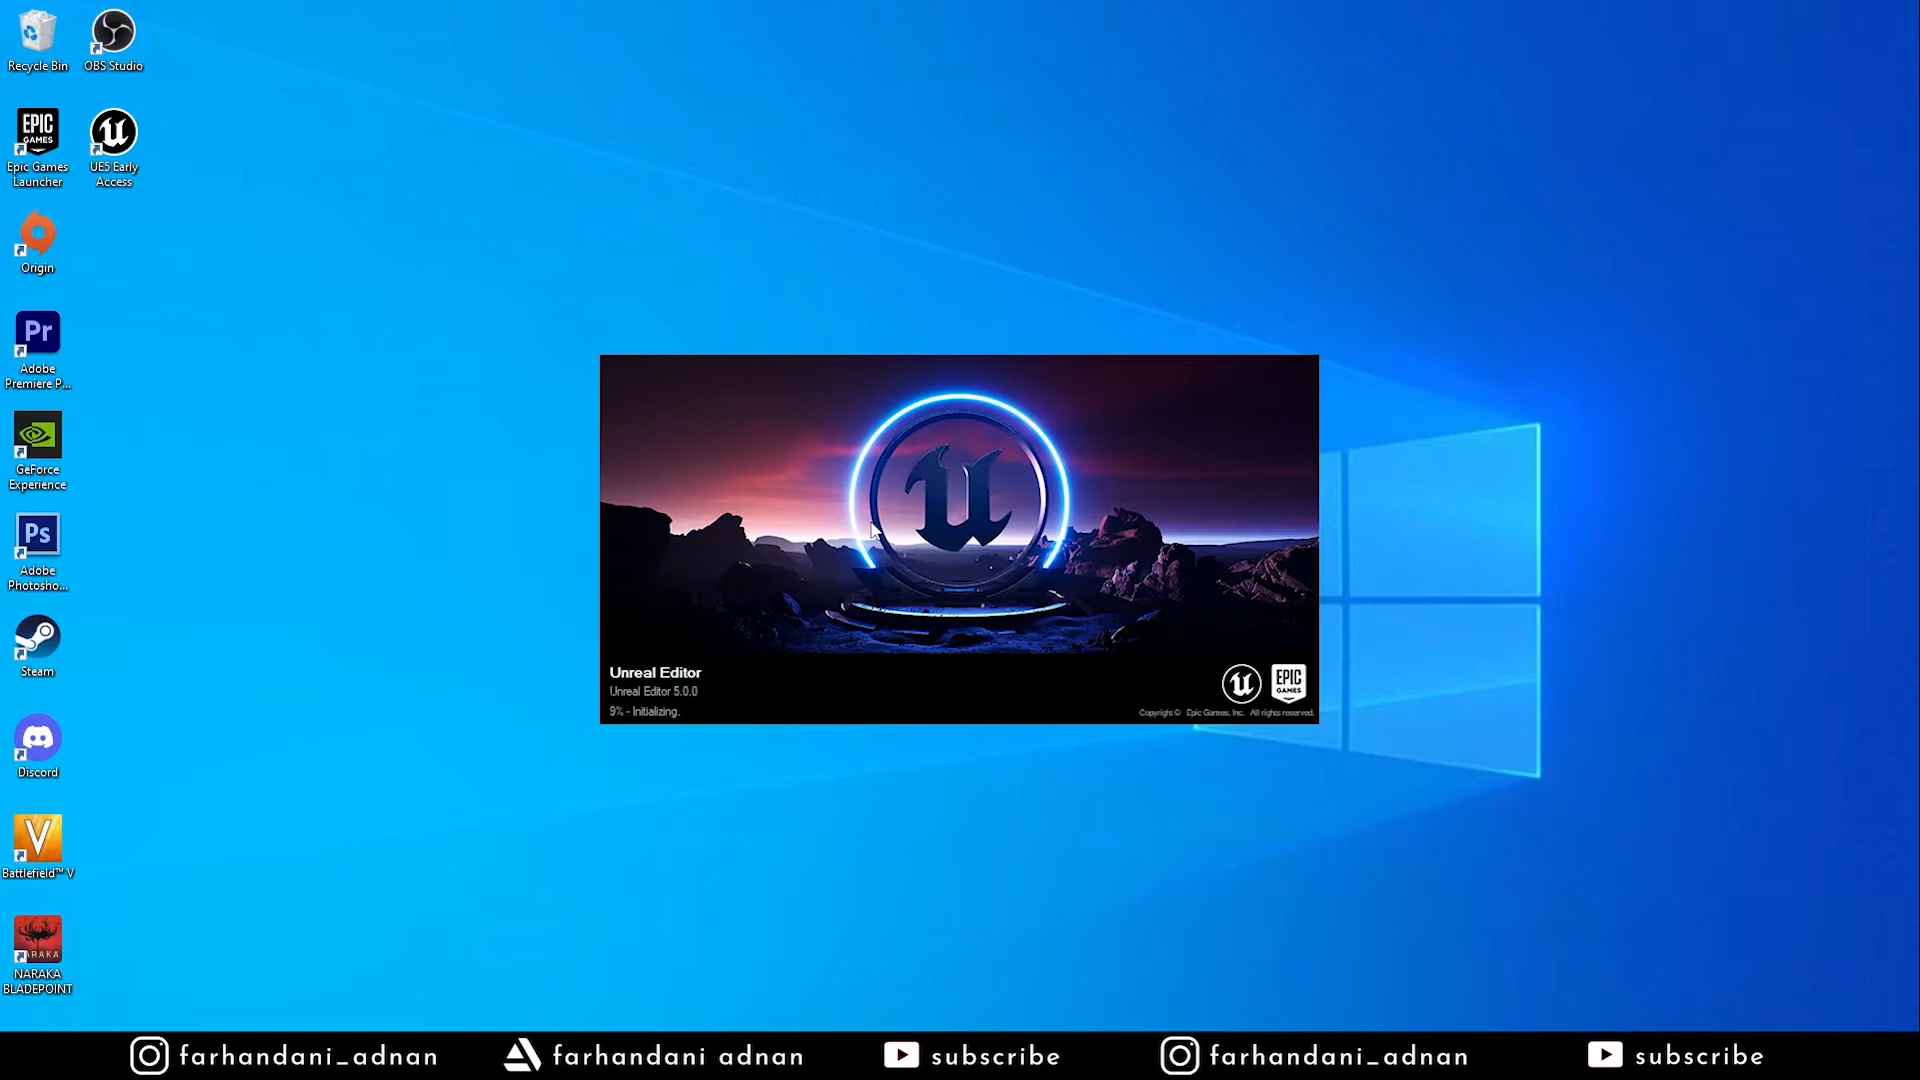 Recycle Bin
OBS Studio
EPIC
GAMES
Epic Games
Launcher
UE5 Early
Access
Origin
Pr
Adobe
Premiere P...
GeForce
Experience
Ps
Adobe
Photosho...
Steam
Discord
V
Battlefield™ V
NARAKA
BLADEPOINT
Unreal Editor
Unreal Editor 5.0.0
9% - Initializing.
EPIC
GAMES
Copyright © Epic Games, Inc. All rights reserved.
farhandani_adnan
farhandani adnan
subscribe
farhandani_adnan
subscribe